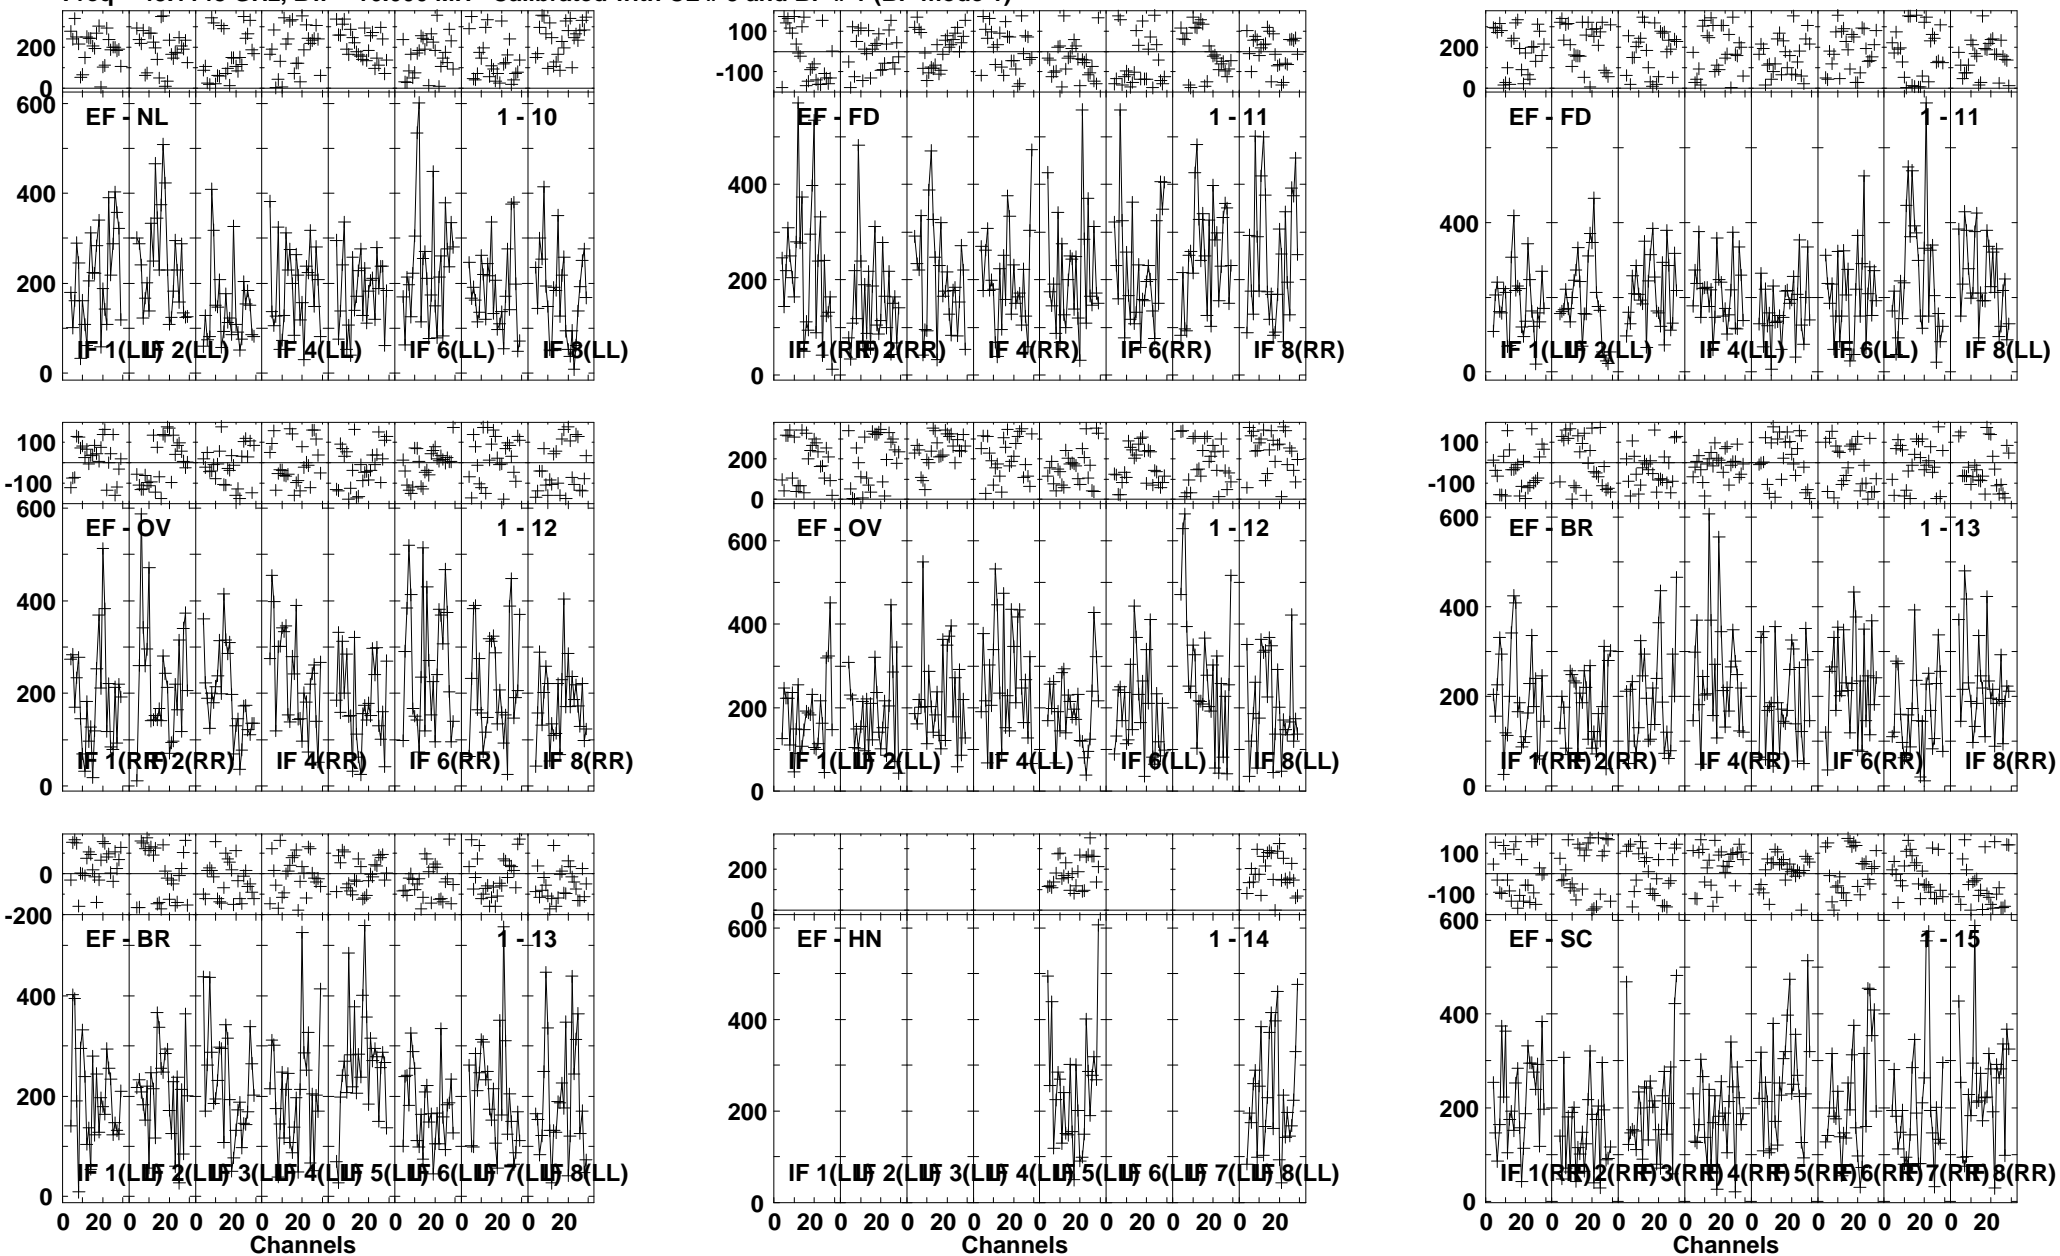 200
0
100
-100
200
0
600
400
200
0
EF - NL
1 - 10
IF 1(LL)
IF 2(LL)
IF 4(LL)
IF 6(LL)
IF 8(LL)
400
200
0
EF - FD
1 - 11
IF 1(RR)
IF 2(RR)
IF 4(RR)
IF 6(RR)
IF 8(RR)
400
0
EF - FD
1 - 11
IF 1(LL)
IF 2(LL)
IF 4(LL)
IF 6(LL)
IF 8(LL)
100
-100
200
0
100
-100
600
400
200
0
EF - OV
1 - 12
IF 1(RR)
IF 2(RR)
IF 4(RR)
IF 6(RR)
IF 8(RR)
600
400
200
0
EF - OV
1 - 12
IF 1(LL)
IF 2(LL)
IF 4(LL)
IF 6(LL)
IF 8(LL)
600
400
200
0
EF - BR
1 - 13
IF 1(RR)
IF 2(RR)
IF 4(RR)
IF 6(RR)
IF 8(RR)
0
-200
200
0
100
-100
400
200
0
EF - BR
1 - 13
IF 1(LL)
IF 2(LL)
IF 3(LL)
IF 4(LL)
IF 5(LL)
IF 6(LL)
IF 7(LL)
IF 8(LL)
0 20 0 20 0 20 0 20 0 20 0 20 0 20 0 20
Channels
600
400
200
0
EF - HN
1 - 14
IF 1(LL)
IF 2(LL)
IF 3(LL)
IF 4(LL)
IF 5(LL)
IF 6(LL)
IF 7(LL)
IF 8(LL)
0 20 0 20 0 20 0 20 0 20 0 20 0 20 0 20
Channels
600
400
200
0
EF - SC
1 - 15
IF 1(RR)
IF 2(RR)
IF 3(RR)
IF 4(RR)
IF 5(RR)
IF 6(RR)
IF 7(RR)
IF 8(RR)
0 20 0 20 0 20 0 20 0 20 0 20 0 20 0 20
Channels